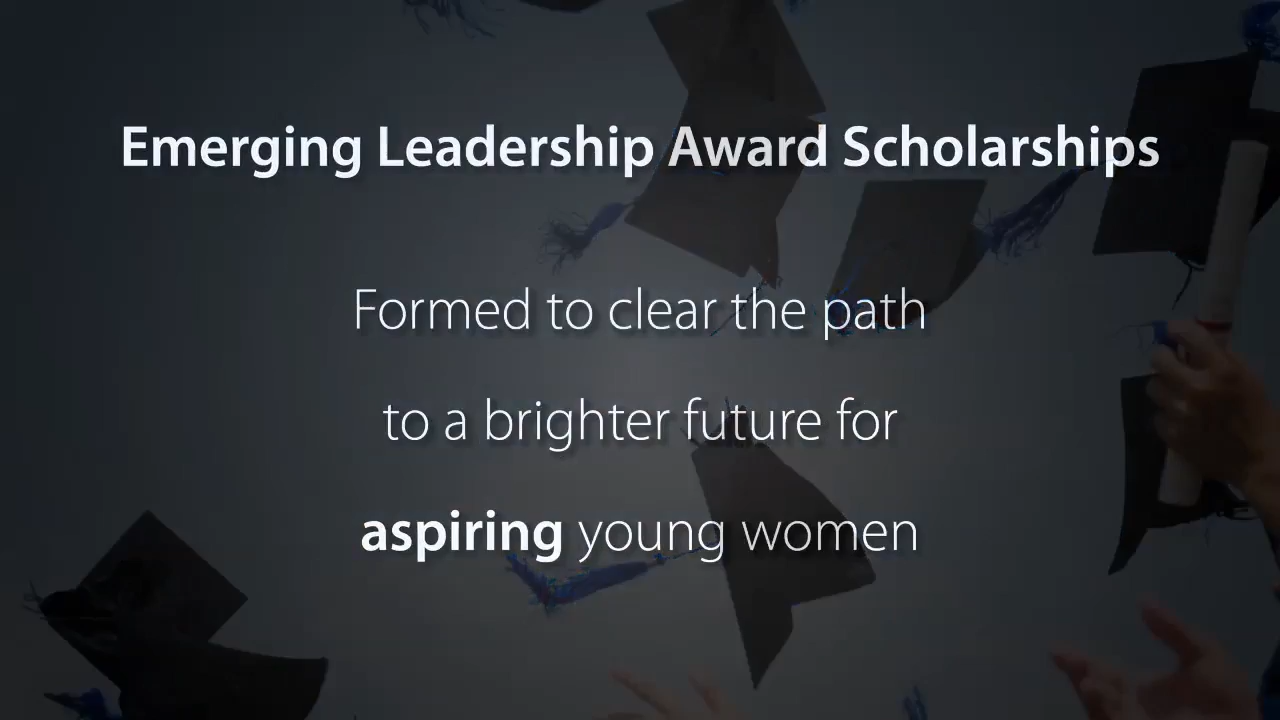 Emerging Leadership Award Scholarships
Formed to clear the path
to a brighter future for
aspiring young women